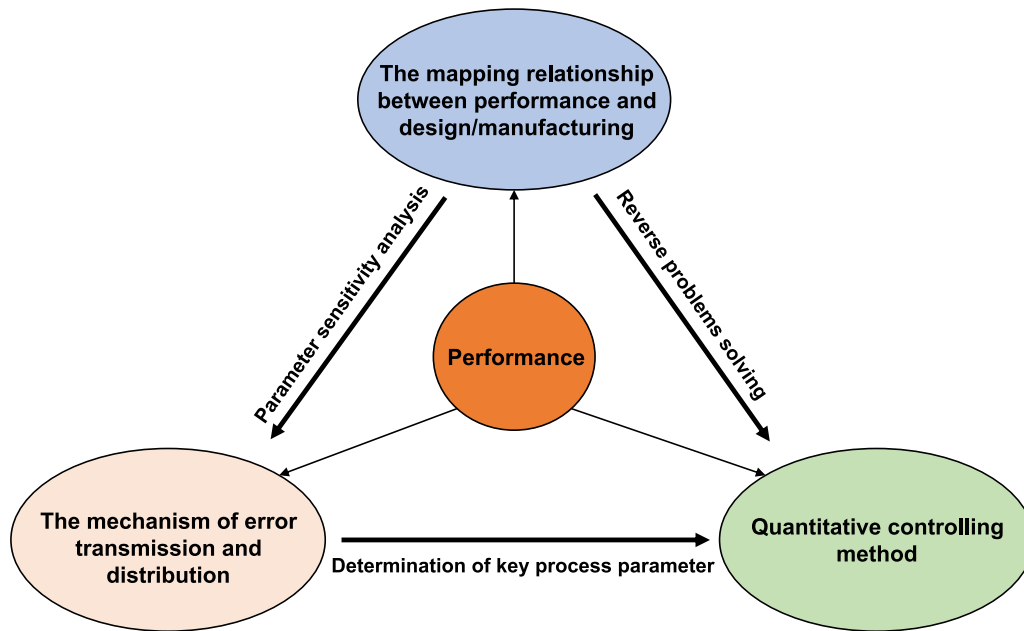 The mapping relationship
between performance and
design/manufacturing
Parameter sensitivity analysis
Reverse problems solving
Performance
The mechanism of error
transmission and
distribution
Determination of key process parameter
Quantitative controlling
method